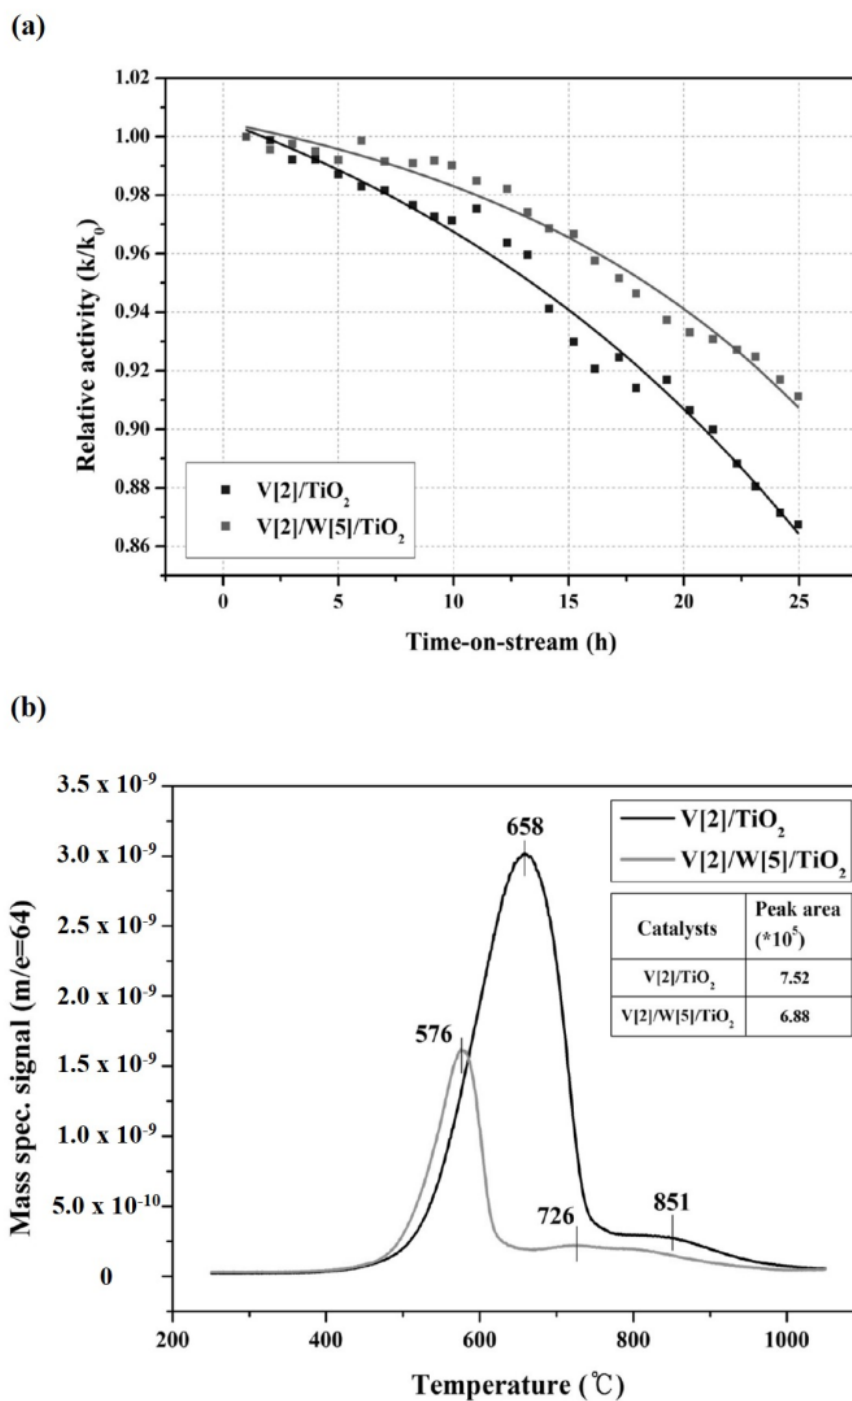 (a)
1.02
1.00
0.98
0.96
0.94
0.92
0.90
0.88
0.86
Relative activity (k/k₀)
V[2]/TiO₂
V[2]/W[5]/TiO₂
0 5 10 15 20 25
Time-on-stream (h)
(b)
3.5 x 10⁻⁹
3.0 x 10⁻⁹
2.5 x 10⁻⁹
2.0 x 10⁻⁹
1.5 x 10⁻⁹
1.0 x 10⁻⁹
5.0 x 10⁻¹⁰
0
Mass spec. signal (m/e=64)
658
576
726
851
V[2]/TiO₂
V[2]/W[5]/TiO₂
Catalysts Peak area (*10⁵)
V[2]/TiO₂ 7.52
V[2]/W[5]/TiO₂ 6.88
200 400 600 800 1000
Temperature (℃)